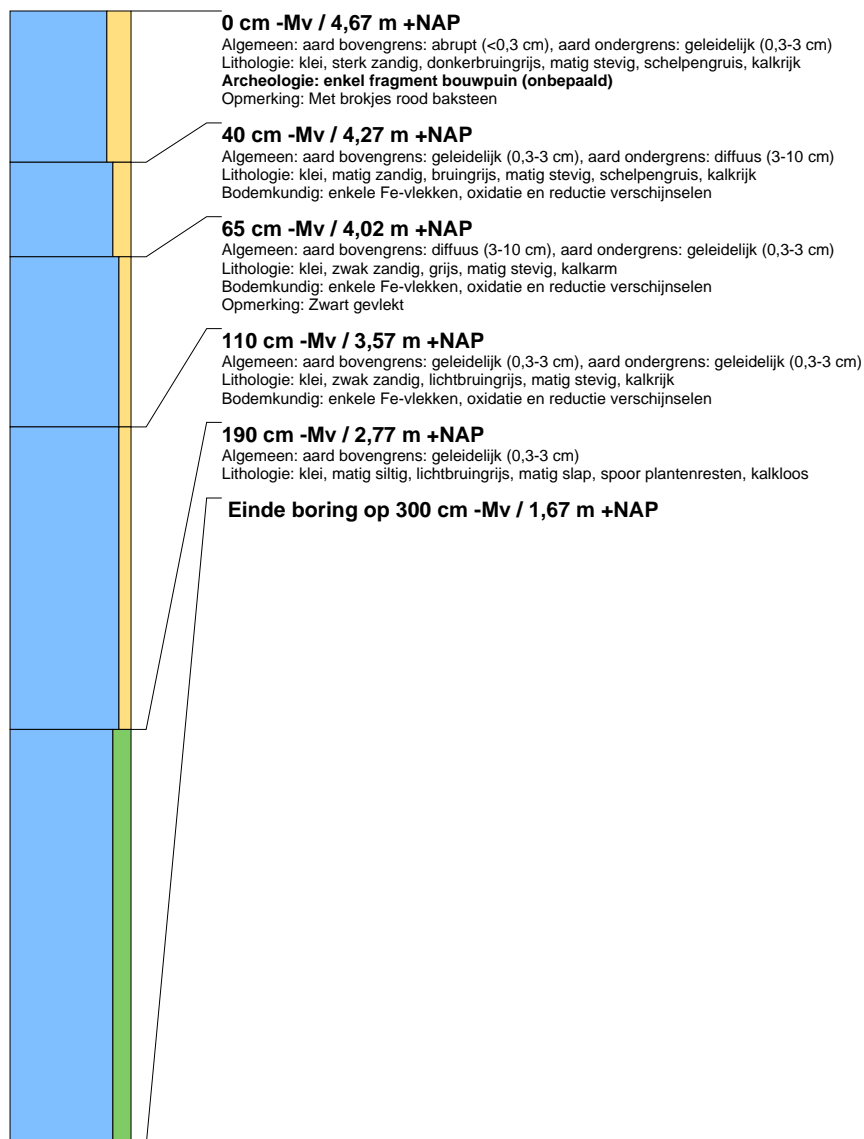 0 cm -Mv / 4,67 m +NAP
Algemeen: aard bovengrens: abrupt (<0,3 cm), aard ondergrens: geleidelijk (0,3-3 cm)
Lithologie: klei, sterk zandig, donkerbruingrijs, matig stevig, schelpengruis, kalkrijk
Archeologie: enkel fragment bouwpuin (onbepaald)
Opmerking: Met brokjes rood baksteen
40 cm -Mv / 4,27 m +NAP
Algemeen: aard bovengrens: geleidelijk (0,3-3 cm), aard ondergrens: diffuus (3-10 cm)
Lithologie: klei, matig zandig, bruingrijs, matig stevig, schelpengruis, kalkrijk
Bodemkundig: enkele Fe-vlekken, oxidatie en reductie verschijnselen
65 cm -Mv / 4,02 m +NAP
Algemeen: aard bovengrens: diffuus (3-10 cm), aard ondergrens: geleidelijk (0,3-3 cm)
Lithologie: klei, zwak zandig, grijs, matig stevig, kalkarm
Bodemkundig: enkele Fe-vlekken, oxidatie en reductie verschijnselen
Opmerking: Zwart gevlekt
110 cm -Mv / 3,57 m +NAP
Algemeen: aard bovengrens: geleidelijk (0,3-3 cm), aard ondergrens: geleidelijk (0,3-3 cm)
Lithologie: klei, zwak zandig, lichtbruingrijs, matig stevig, kalkrijk
Bodemkundig: enkele Fe-vlekken, oxidatie en reductie verschijnselen
190 cm -Mv / 2,77 m +NAP
Algemeen: aard bovengrens: geleidelijk (0,3-3 cm)
Lithologie: klei, matig siltig, lichtbruingrijs, matig slap, spoor plantenresten, kalkloos
Einde boring op 300 cm -Mv / 1,67 m +NAP